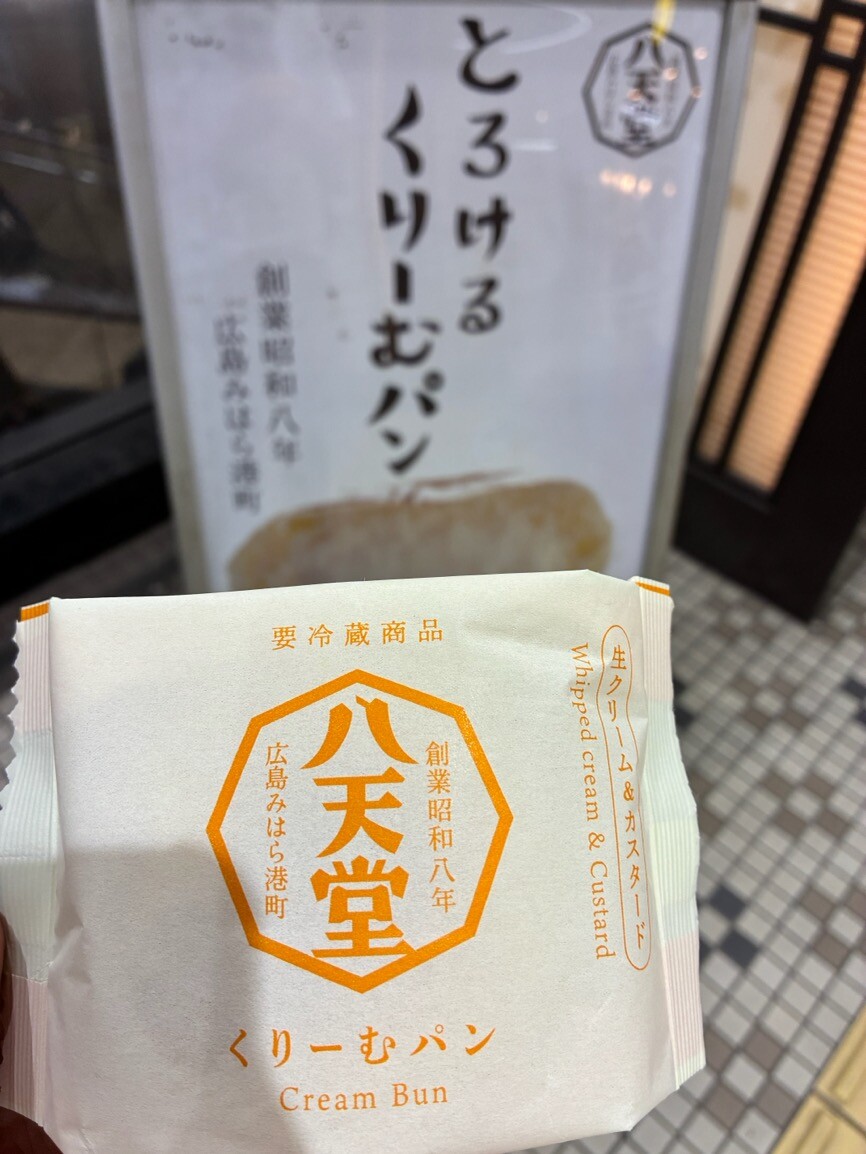 とろける
くりーむパン
八天堂
創業昭和八年
広島みはら港町
要冷蔵商品
創業昭和八年
八天堂
広島みはら港町
生クリーム&カスタード
Whipped cream & Custard
くりーむパン
Cream Bun